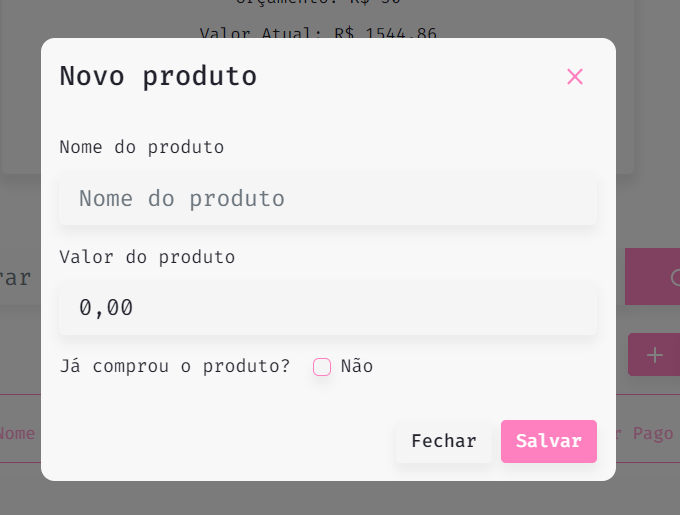 Orçamento: R$ 50
Valor Atual: R$ 1544,86
Novo produto
Nome do produto
Nome do produto
Valor do produto
0,00
Já comprou o produto? Não
Nome
Pago
Fechar Salvar